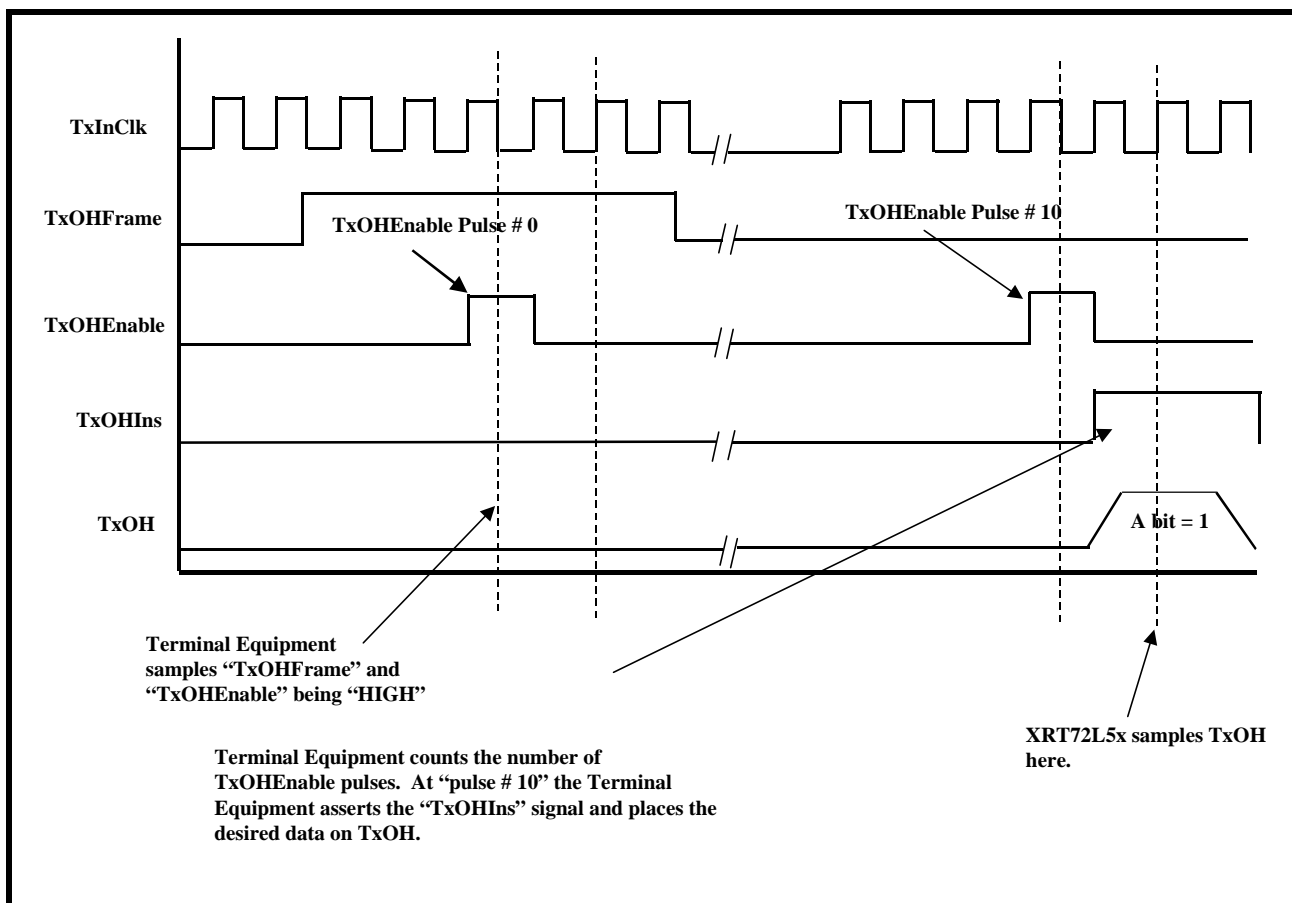 TxInClk
TxOHFrame
TxOHEnable Pulse # 0
TxOHEnable Pulse # 10
TxOHEnable
TxOHIns
TxOH
A bit = 1
Terminal Equipment
samples “TxOHFrame” and
“TxOHEnable” being “HIGH”
XRT72L5x samples TxOH
here.
Terminal Equipment counts the number of
TxOHEnable pulses.  At “pulse # 10” the Terminal
Equipment asserts the “TxOHIns” signal and places the
desired data on TxOH.